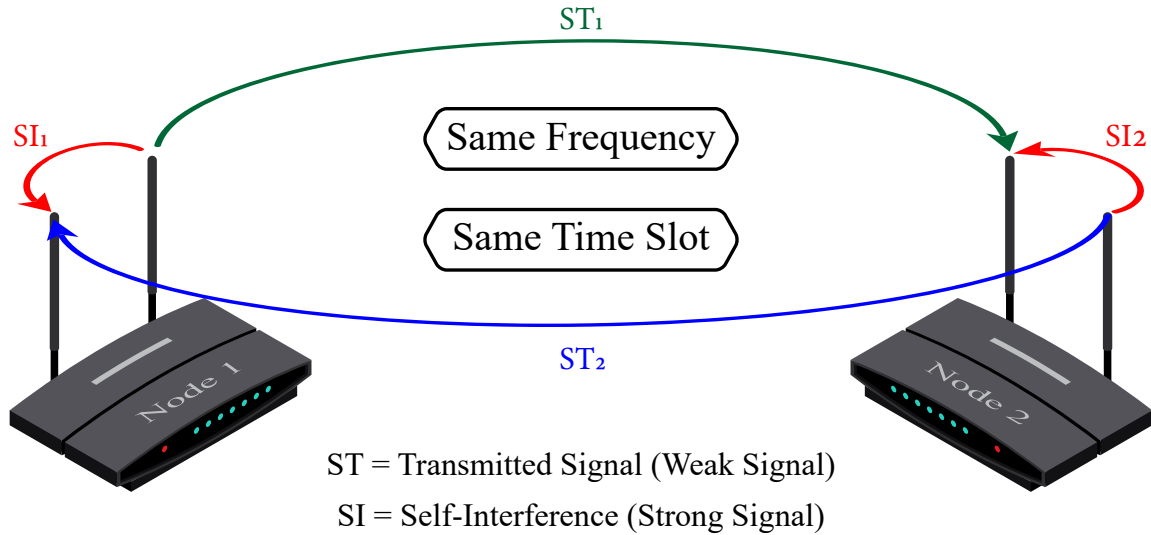 ST₁
Same Frequency
SI₁
SI₂
Same Time Slot
ST₂
Node 1
Node 2
ST = Transmitted Signal (Weak Signal)
SI = Self-Interference (Strong Signal)